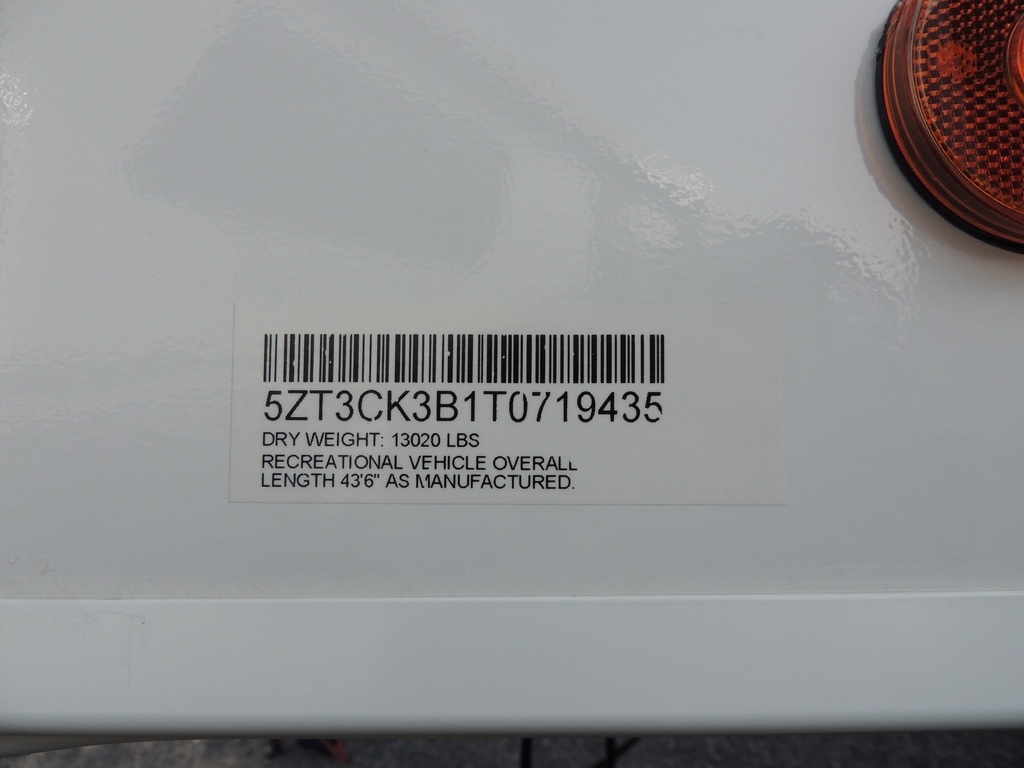 5ZT3CK3B1T0719435
DRY WEIGHT: 13020 LBS
RECREATIONAL VEHICLE OVERALL
LENGTH 43'6" AS MANUFACTURED.